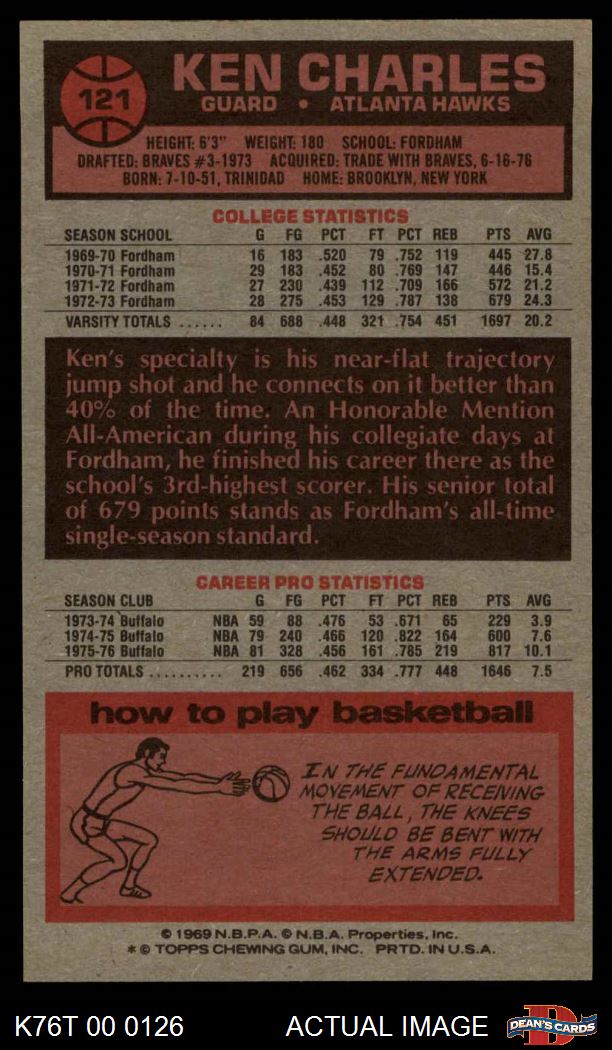 121
KEN CHARLES
GUARD • ATLANTA HAWKS
HEIGHT: 6'3" WEIGHT: 180 SCHOOL: FORDHAM
DRAFTED: BRAVES #3-1973 ACQUIRED: TRADE WITH BRAVES, 6-16-76
BORN: 7-10-51, TRINIDAD HOME: BROOKLYN, NEW YORK
COLLEGE STATISTICS
SEASON SCHOOL G FG PCT FT PCT REB PTS AVG
1969-70 Fordham 16 183 .520 79 .752 119 445 27.8
1970-71 Fordham 29 183 .452 80 .769 147 446 15.4
1971-72 Fordham 27 230 .439 112 .709 166 572 21.2
1972-73 Fordham 28 275 .453 129 .787 138 679 24.3
VARSITY TOTALS ...... 84 688 .448 321 .754 451 1697 20.2
Ken's specialty is his near-flat trajectory
jump shot and he connects on it better than
40% of the time. An Honorable Mention
All-American during his collegiate days at
Fordham, he finished his career there as the
school's 3rd-highest scorer. His senior total
of 679 points stands as Fordham's all-time
single-season standard.
CAREER PRO STATISTICS
SEASON CLUB G FG PCT FT PCT REB PTS AVG
1973-74 Buffalo NBA 59 88 .476 53 .671 65 229 3.9
1974-75 Buffalo NBA 79 240 .466 120 .822 164 600 7.6
1975-76 Buffalo NBA 81 328 .456 161 .785 219 817 10.1
PRO TOTALS .......... 219 656 .462 334 .777 448 1646 7.5
how to play basketball
IN THE FUNDAMENTAL
MOVEMENT OF RECEIVING
THE BALL, THE KNEES
SHOULD BE BENT WITH
THE ARMS FULLY
EXTENDED.
© 1969 N.B.P.A. © N.B.A. Properties, Inc.
* © TOPPS CHEWING GUM, INC. PRTD. IN U.S.A.
K76T 00 0126 ACTUAL IMAGE D DEAN'S CARDS